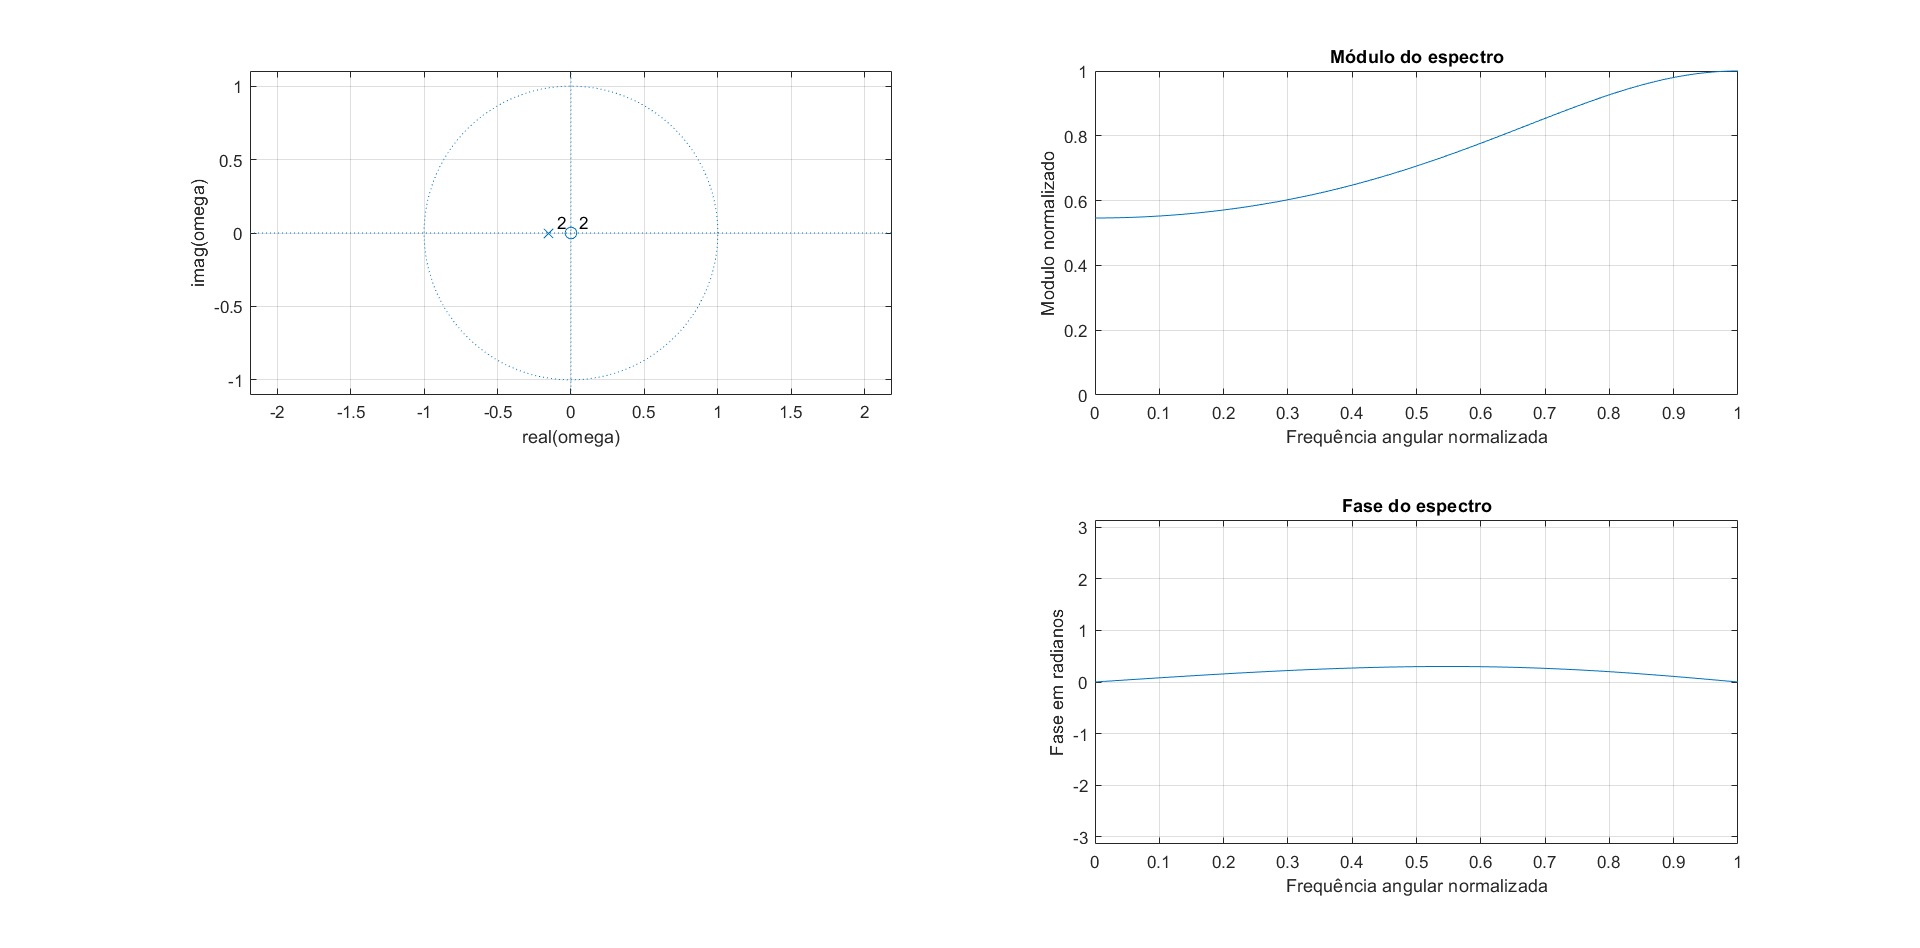 1
0.5
0
-0.5
-1
imag(omega)
2 2
-2 -1.5 -1 -0.5 0 0.5 1 1.5 2
real(omega)
Módulo do espectro
1
0.8
0.6
0.4
0.2
0
Modulo normalizado
0 0.1 0.2 0.3 0.4 0.5 0.6 0.7 0.8 0.9 1
Frequência angular normalizada
Fase do espectro
3
2
1
0
-1
-2
-3
Fase em radianos
0 0.1 0.2 0.3 0.4 0.5 0.6 0.7 0.8 0.9 1
Frequência angular normalizada